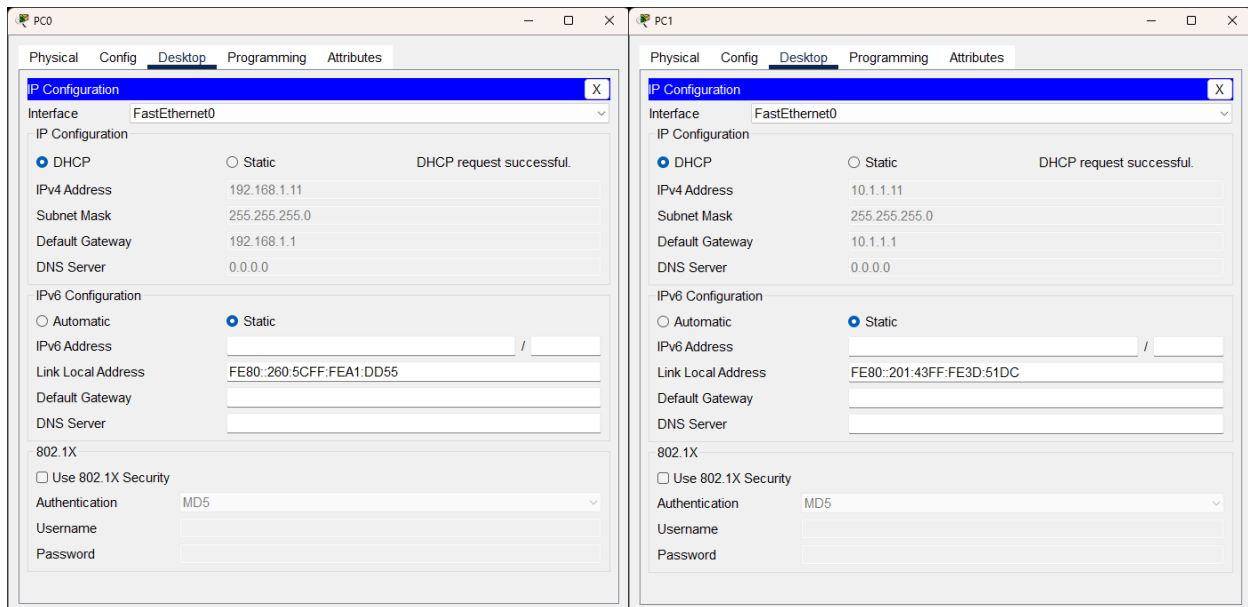 PC0
Physical Config Desktop Programming Attributes
IP Configuration X
Interface FastEthernet0
IP Configuration
DHCP Static DHCP request successful.
IPv4 Address 192.168.1.11
Subnet Mask 255.255.255.0
Default Gateway 192.168.1.1
DNS Server 0.0.0.0
IPv6 Configuration
Automatic Static
IPv6 Address /
Link Local Address FE80::260:5CFF:FEA1:DD55
Default Gateway
DNS Server
802.1X
Use 802.1X Security
Authentication MD5
Username
Password
PC1
Physical Config Desktop Programming Attributes
IP Configuration X
Interface FastEthernet0
IP Configuration
DHCP Static DHCP request successful.
IPv4 Address 10.1.1.11
Subnet Mask 255.255.255.0
Default Gateway 10.1.1.1
DNS Server 0.0.0.0
IPv6 Configuration
Automatic Static
IPv6 Address /
Link Local Address FE80::201:43FF:FE3D:51DC
Default Gateway
DNS Server
802.1X
Use 802.1X Security
Authentication MD5
Username
Password